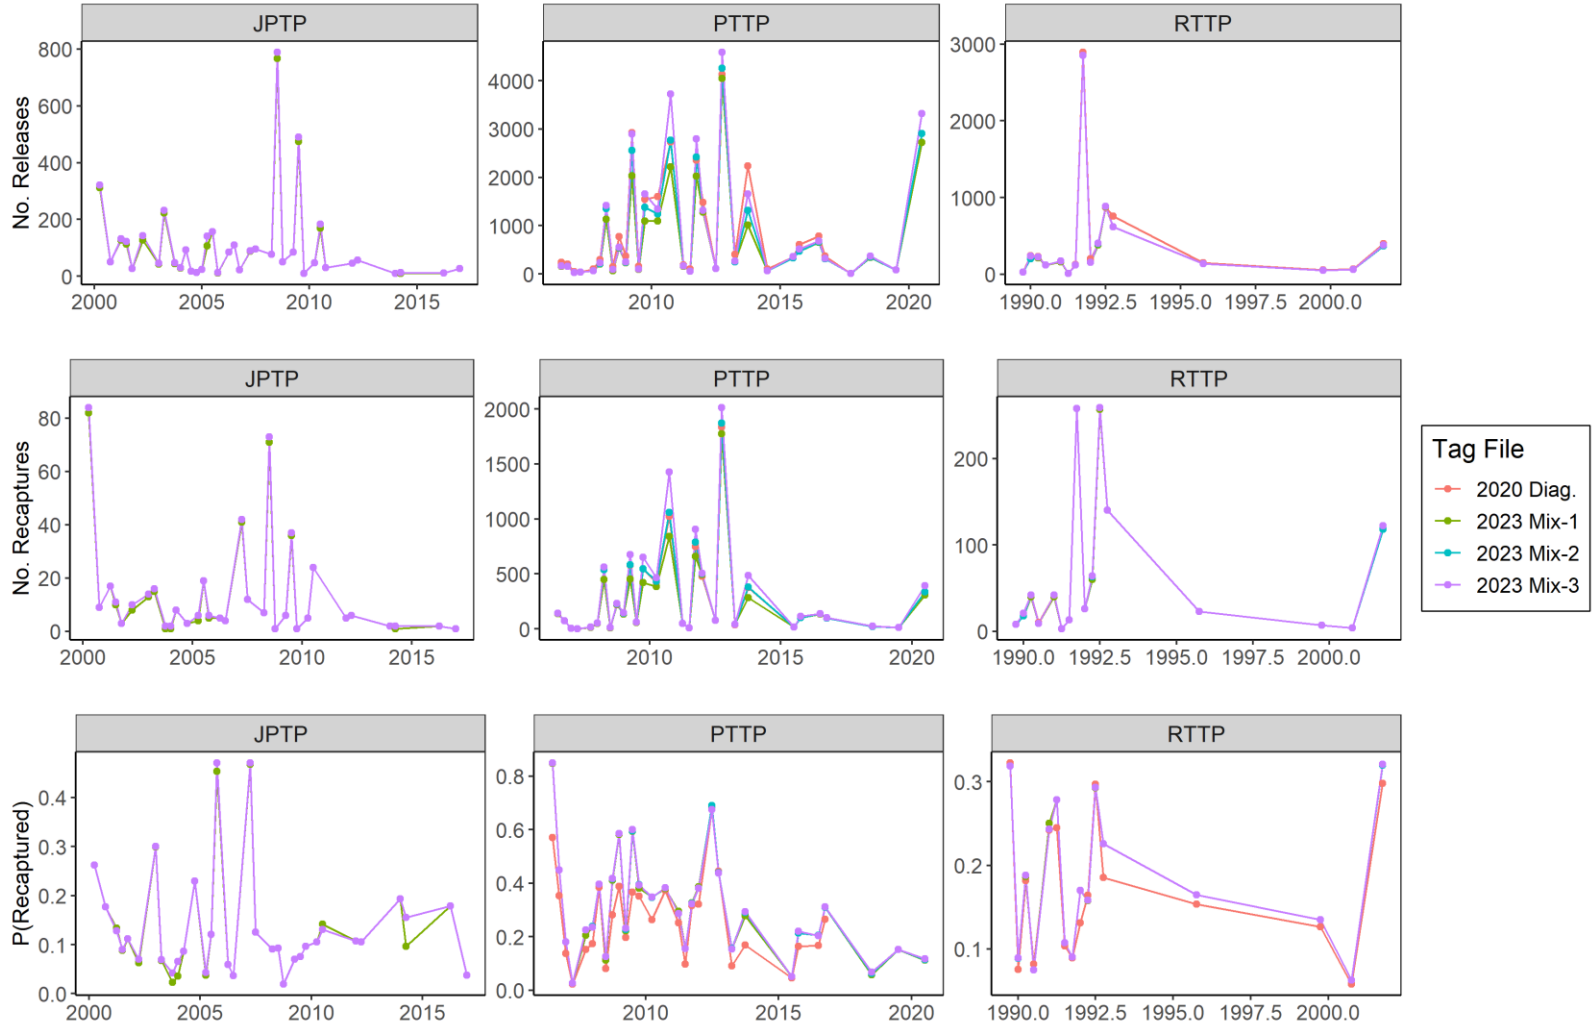 JPTP PTTP RTTP
No. Releases
800
600
400
200
0
2000 2005 2010 2015
4000
3000
2000
1000
0
2010 2015 2020
3000
2000
1000
0
1990.0 1992.5 1995.0 1997.5 2000.0
JPTP PTTP RTTP
No. Recaptures
80
60
40
20
0
2000 2005 2010 2015
2000
1500
1000
500
0
2010 2015 2020
200
100
0
1990.0 1992.5 1995.0 1997.5 2000.0
Tag File
2020 Diag.
2023 Mix-1
2023 Mix-2
2023 Mix-3
JPTP PTTP RTTP
P(Recaptured)
0.4
0.3
0.2
0.1
0.0
2000 2005 2010 2015
0.8
0.6
0.4
0.2
0.0
2010 2015 2020
0.3
0.2
0.1
1990.0 1992.5 1995.0 1997.5 2000.0